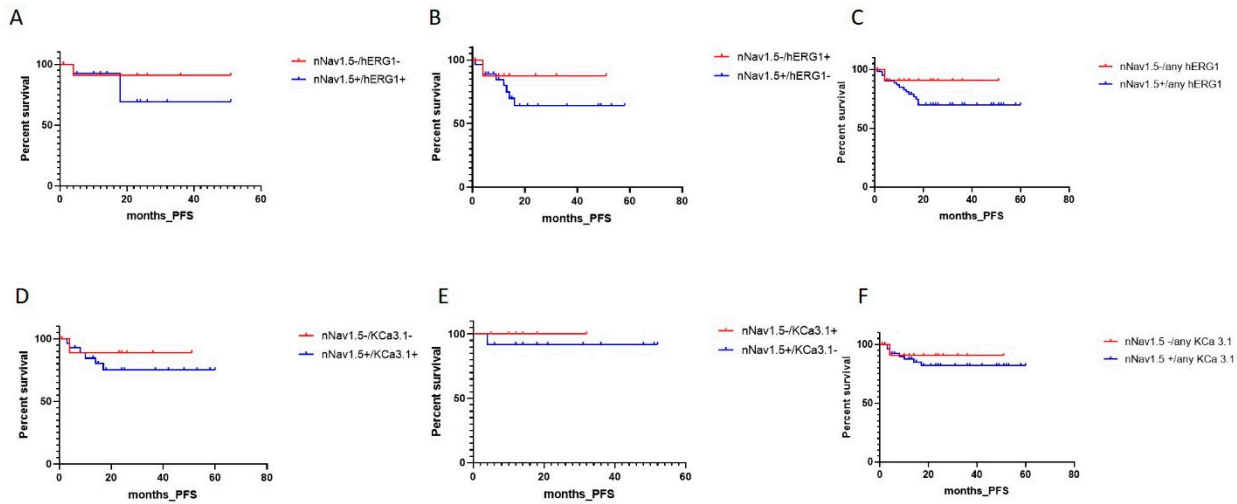 A
100
50
0
Percent survival
0 20 40 60
months_PFS
nNav1.5-/hERG1-
nNav1.5+/hERG1+
B
100
50
0
Percent survival
0 20 40 60 80
months_PFS
nNav1.5-/hERG1+
nNav1.5+/hERG1-
C
100
50
Percent survival
0 20 40 60 80
months_PFS
nNav1.5-/any hERG1
nNav1.5+/any hERG1
D
100
50
0
Percent survival
0 20 40 60 80
months_PFS
nNav1.5-/KCa3.1-
nNav1.5+/KCa3.1+
E
100
50
0
Percent survival
0 20 40 60
months_PFS
nNav1.5-/KCa3.1+
nNav1.5+/KCa3.1-
F
100
50
0
Percent survival
0 20 40 60 80
months_PFS
nNav1.5 -/any KCa 3.1
nNav1.5 +/any KCa 3.1